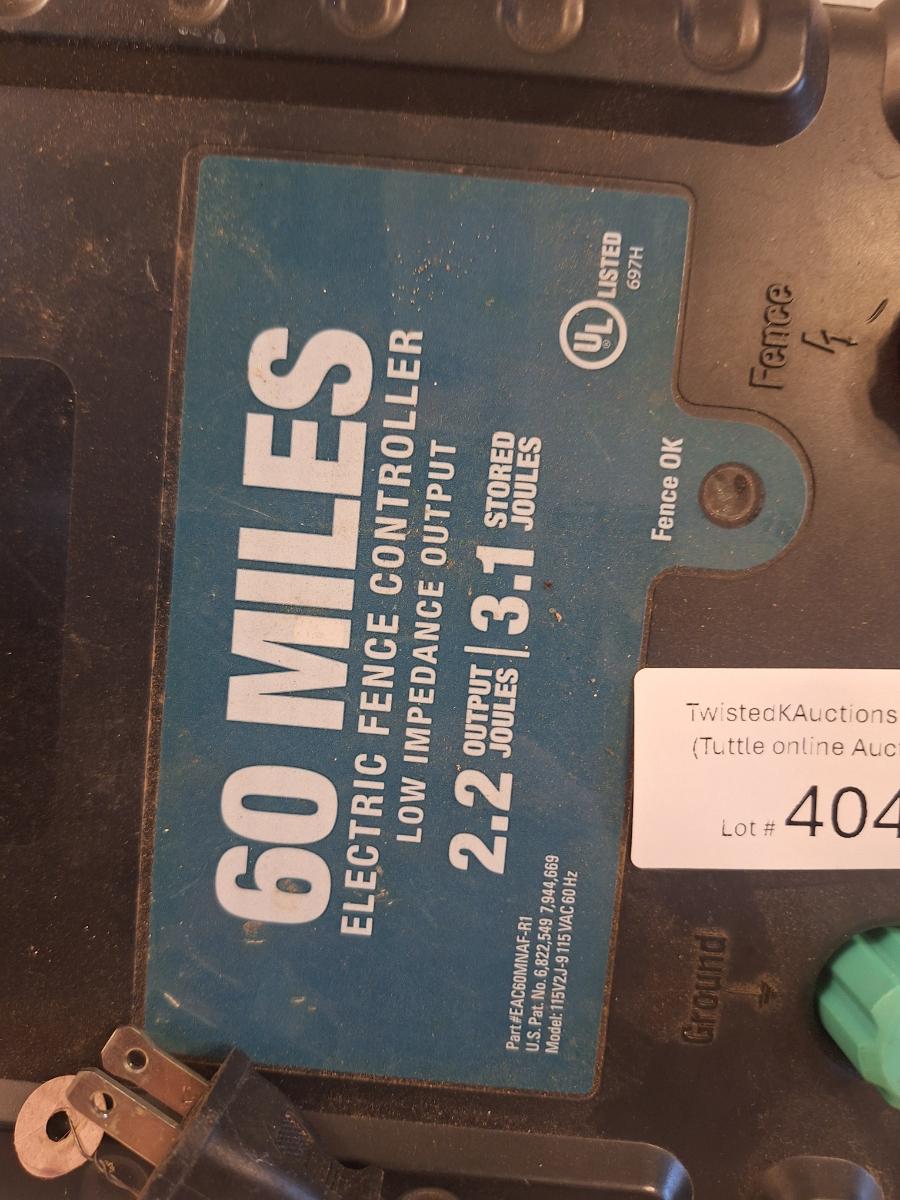 60 MILES
ELECTRIC FENCE CONTROLLER
LOW IMPEDANCE OUTPUT
2.2 OUTPUT JOULES | 3.1 STORED JOULES
Part #EAC60MNAF-R1
U.S. Pat. No. 6,822,549 7,944,669
Model: 115V2J-9 115 VAC 60 Hz
UL® LISTED
697H
Fence OK
Fence
Ground
TwistedKAuctions
(Tuttle online Auc
Lot # 404